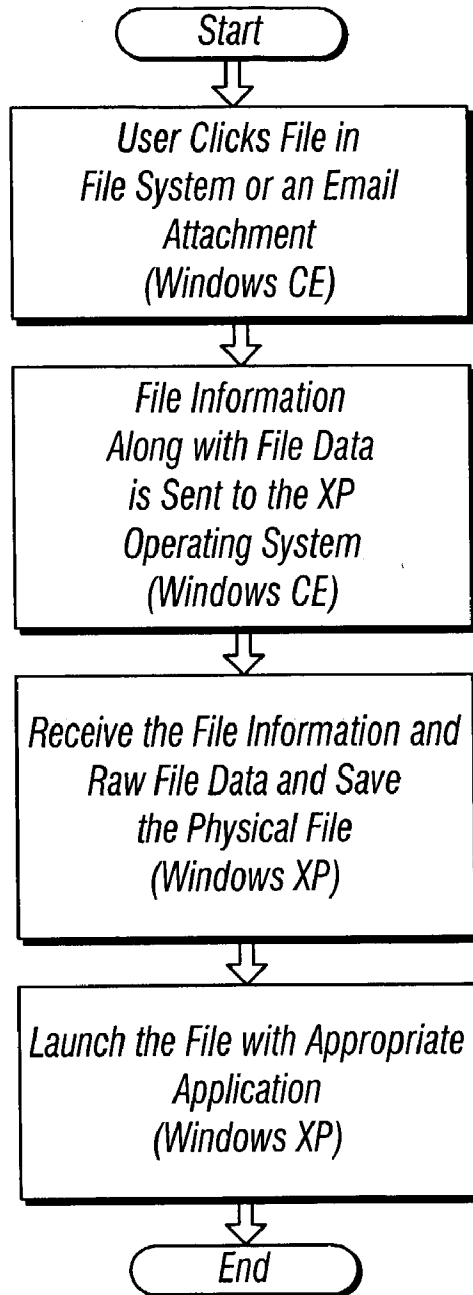 Start
User Clicks File in
File System or an Email
Attachment
(Windows CE)
File Information
Along with File Data
is Sent to the XP
Operating System
(Windows CE)
Receive the File Information and
Raw File Data and Save
the Physical File
(Windows XP)
Launch the File with Appropriate
Application
(Windows XP)
End